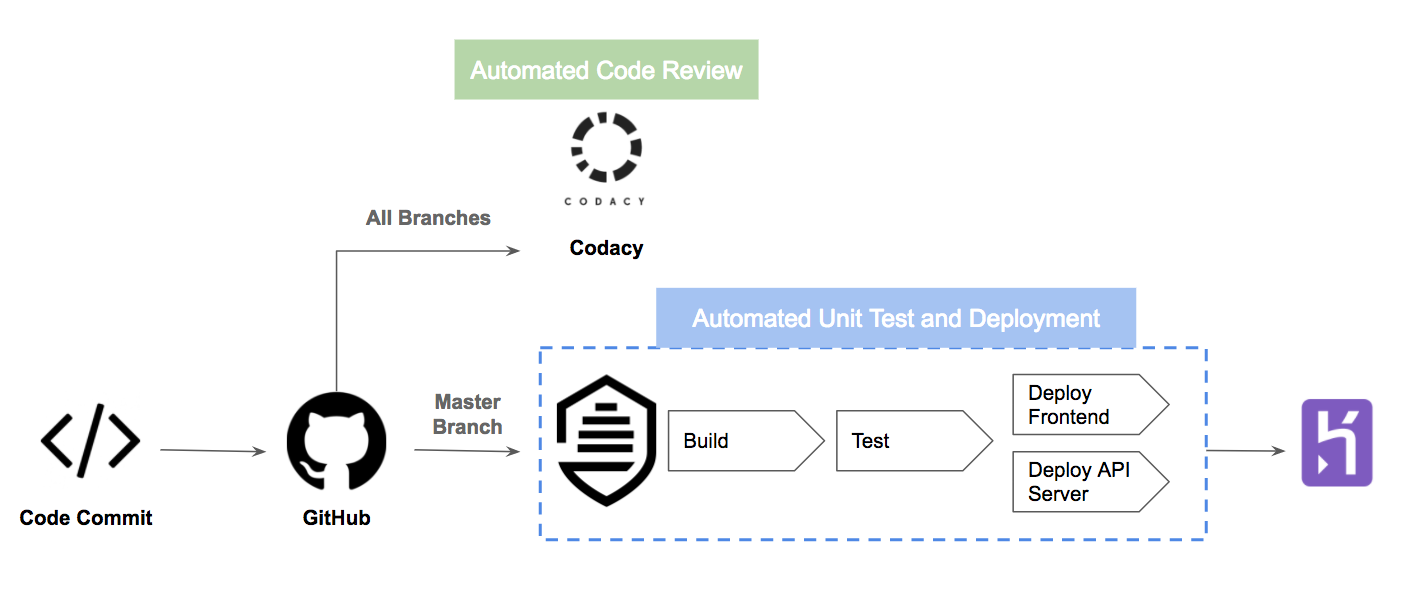 Automated Code Review
CODACY
All Branches
Codacy
Automated Unit Test and Deployment
Master
Branch
Build
Test
Deploy
Frontend
Deploy API
Server
Code Commit
GitHub